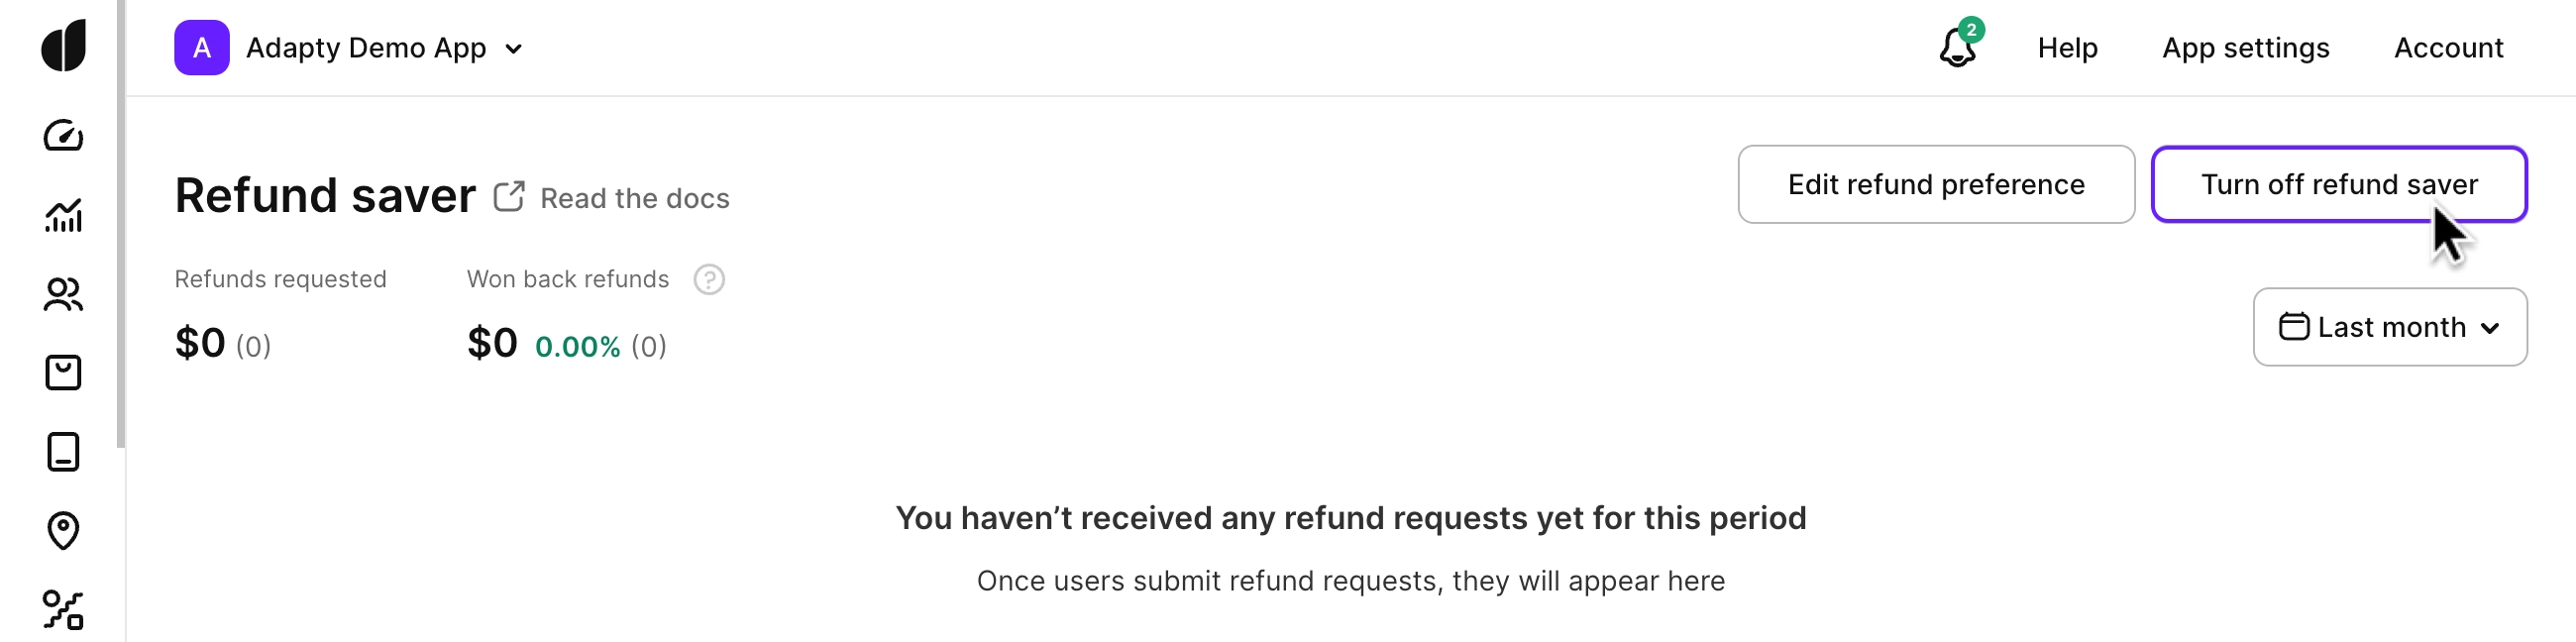 A Adapty Demo App
2
Help
App settings
Account
Refund saver
Read the docs
Edit refund preference
Turn off refund saver
Refunds requested
Won back refunds ?
$0 (0)
$0 0.00% (0)
Last month
You haven’t received any refund requests yet for this period
Once users submit refund requests, they will appear here